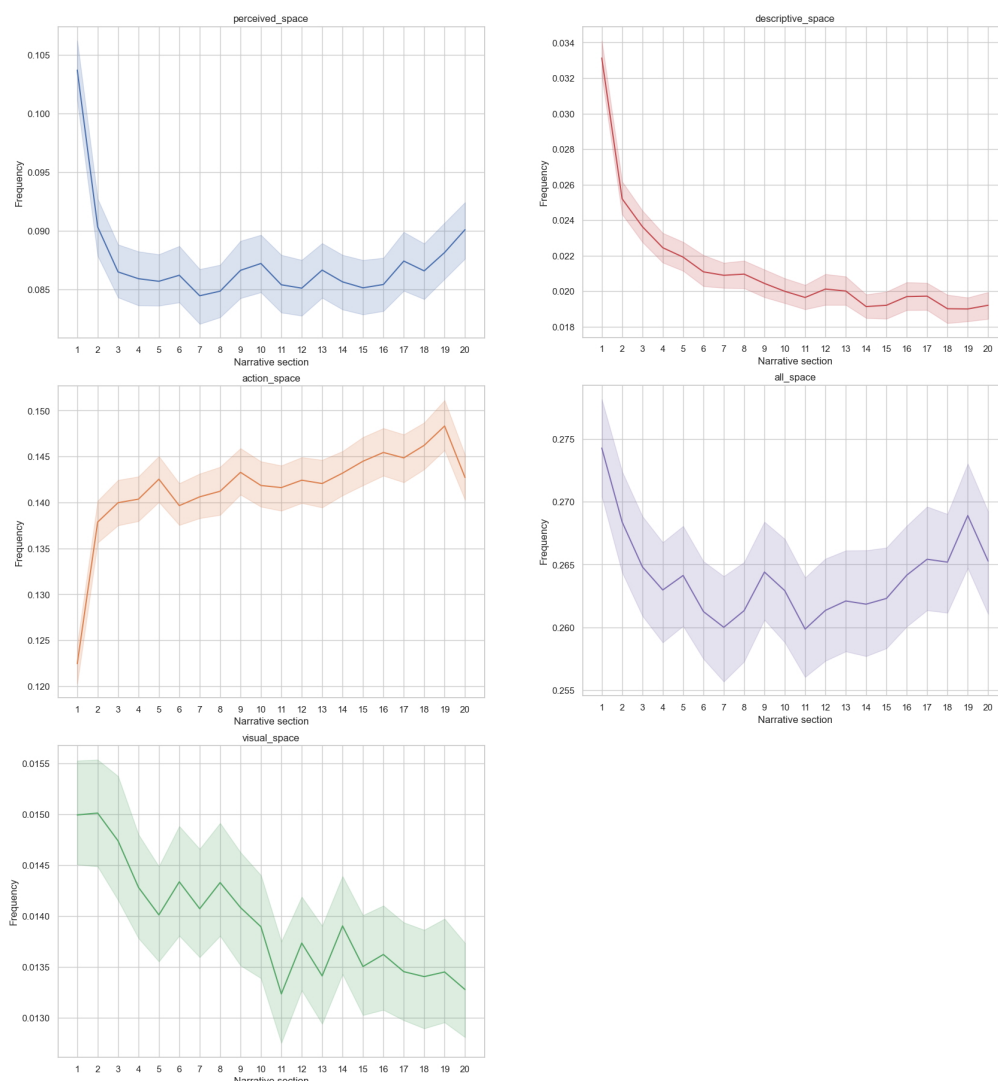 perceived_space
0.105
0.100
0.095
0.090
0.085
Frequency
1 2 3 4 5 6 7 8 9 10 11 12 13 14 15 16 17 18 19 20
Narrative section
descriptive_space
0.034
0.032
0.030
0.028
0.026
0.024
0.022
0.020
0.018
Frequency
1 2 3 4 5 6 7 8 9 10 11 12 13 14 15 16 17 18 19 20
Narrative section
action_space
0.150
0.145
0.140
0.135
0.130
0.125
0.120
Frequency
1 2 3 4 5 6 7 8 9 10 11 12 13 14 15 16 17 18 19 20
Narrative section
all_space
0.275
0.270
0.265
0.260
0.255
Frequency
1 2 3 4 5 6 7 8 9 10 11 12 13 14 15 16 17 18 19 20
Narrative section
visual_space
0.0155
0.0150
0.0145
0.0140
0.0135
0.0130
Frequency
1 2 3 4 5 6 7 8 9 10 11 12 13 14 15 16 17 18 19 20
Narrative section